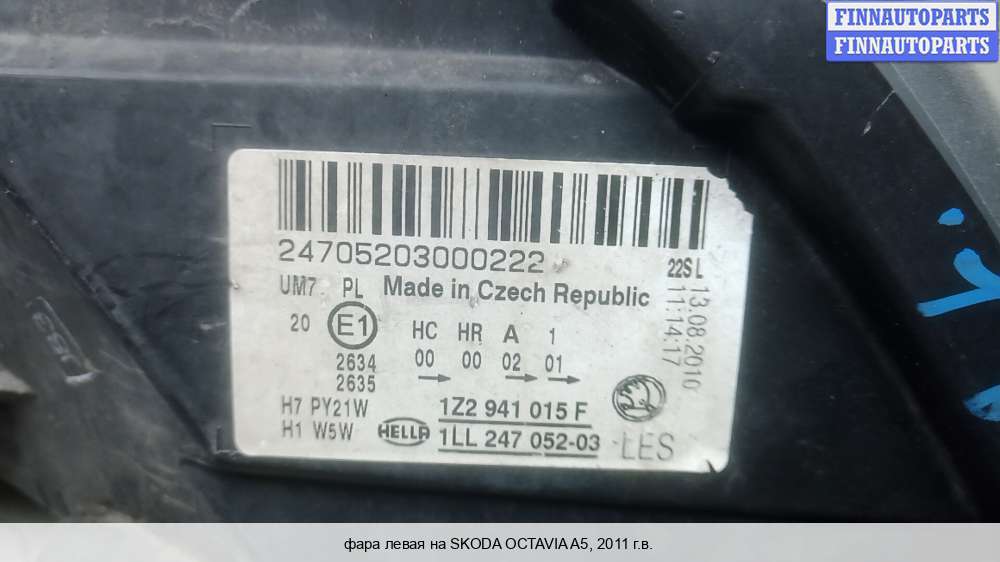 FINNAUTOPARTS
FINNAUTOPARTS
24705203000222
22S L
13.08.2010
11:14:17
UM7 PL Made in Czech Republic
20 E1 HC HR A 1
2634 00 00 02 01
2635
H7 PY21W 1Z2 941 015 F
H1 W5W HELLA 1LL 247 052-03 LES
фара левая на SKODA OCTAVIA A5, 2011 г.в.